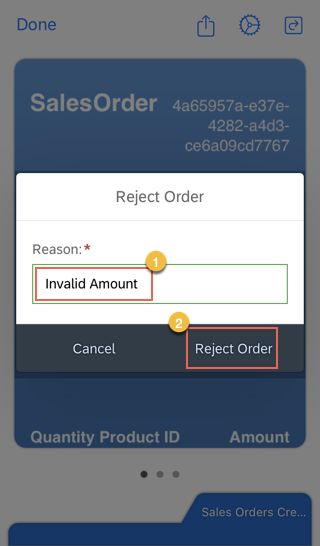 Done
SalesOrder
4a65957a-e37e-
4282-a4d3-
ce6a09cd7767
Reject Order
Reason:*
1
Invalid Amount
2
Cancel
Reject Order
Quantity Product ID
Amount
Sales Orders Cre...